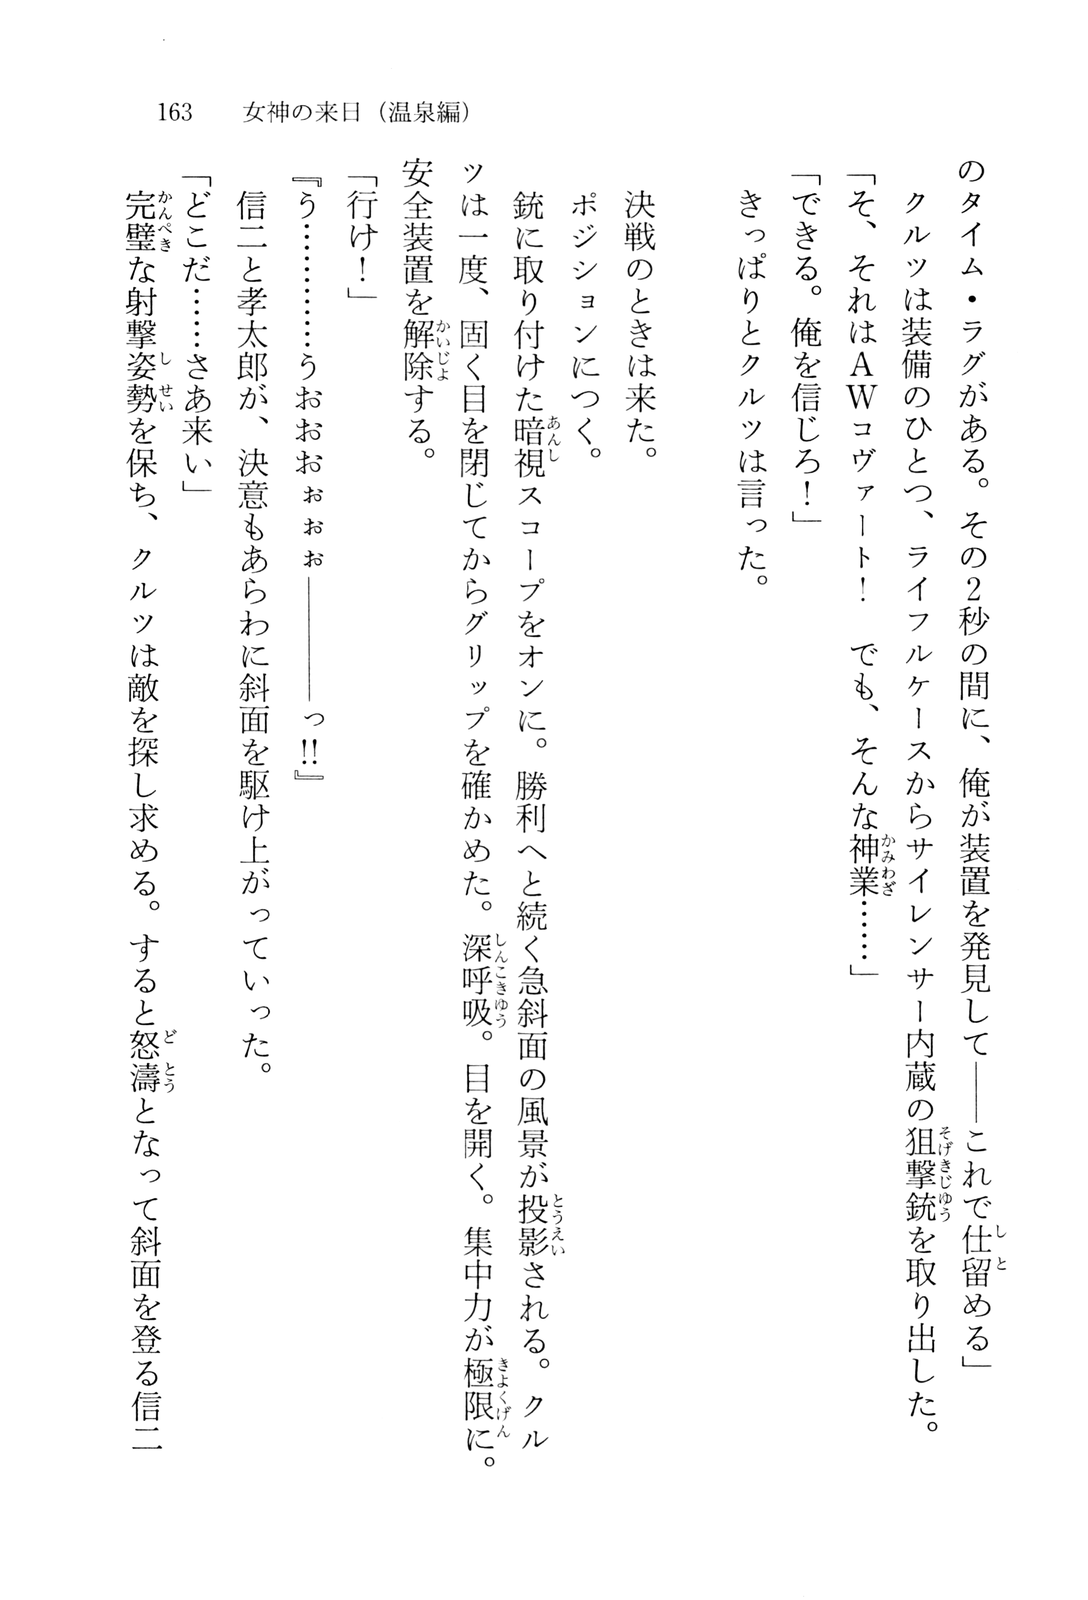 163　女神の来日（温泉編）
のタイム・ラグがある。その2秒の間に、俺が装置を発見して――これで仕留める」
クルツは装備のひとつ、ライフルケースからサイレンサー内蔵の狙撃銃を取り出した。
「そ、それはAWコヴァート！　でも、そんな神業……」
「できる。俺を信じろ！」
きっぱりとクルツは言った。
決戦のときは来た。
ポジションにつく。
銃に取り付けた暗視スコープをオンに。勝利へと続く急斜面の風景が投影される。クル
ツは一度、固く目を閉じてからグリップを確かめた。深呼吸。目を開く。集中力が極限に。
安全装置を解除する。
「行け！」
『う…………うおおおぉぉぉ――――っ!!』
信二と孝太郎が、決意もあらわに斜面を駆け上がっていった。
「どこだ……さあ来い」
完璧な射撃姿勢を保ち、クルツは敵を探し求める。すると怒濤となって斜面を登る信二